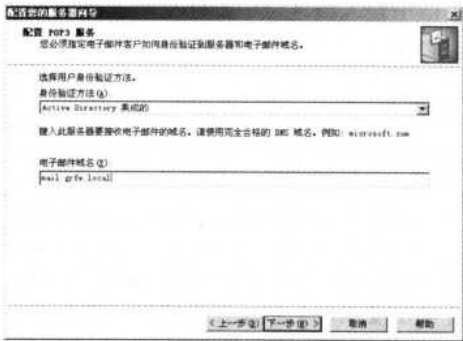 配置您的服务器向导
配置 POP3 服务
您必须指定电子邮件客户如何身份验证到服务器和电子邮件域名。
选择用户身份验证方法。
身份验证方法(A)
Active Directory 集成的
键入此服务器要接收电子邮件的域名。请使用完全合格的 DNS 域名。例如: microsoft.com
电子邮件域名(E)
mail.grfw.local
<上一步(B) 下一步(N)> 取消 帮助